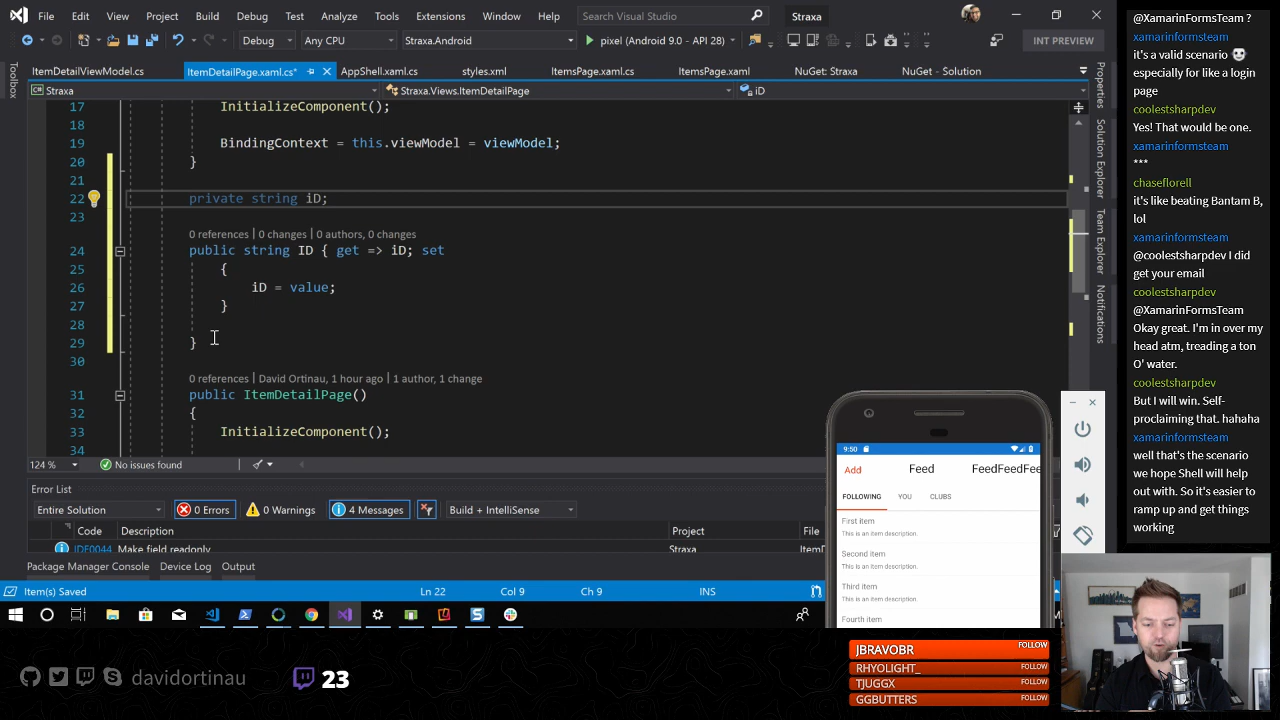 File Edit View Project Build Debug Test Analyze Tools Extensions Window Help Search Visual Studio Straxa
Debug Any CPU Straxa.Android pixel (Android 9.0 - API 28) INT PREVIEW
ItemDetailViewModel.cs ItemDetailPage.xaml.cs* AppShell.xaml.cs styles.xml ItemsPage.xaml.cs ItemsPage.xaml NuGet: Straxa NuGet - Solution
Straxa Straxa.Views.ItemDetailPage iD
Toolbox
Properties
Solution Explorer
Team Explorer
Notifications
17 InitializeComponent();
18
19 BindingContext = this.viewModel = viewModel;
20 }
21
22 private string iD;
23
0 references | 0 changes | 0 authors, 0 changes
24 public string ID { get => iD; set
25 {
26 iD = value;
27 }
28
29 }
30
0 references | David Ortinau, 1 hour ago | 1 author, 1 change
31 public ItemDetailPage()
32 {
33 InitializeComponent();
34
124 % No issues found
Error List
Entire Solution 0 Errors 0 Warnings 4 Messages Build + IntelliSense
Code Description Project File
IDE0044 Make field readonly Straxa ItemD
Package Manager Console Device Log Output
Item(s) Saved Ln 22 Col 9 Ch 9 INS
9:50
Add Feed FeedFeedFee
FOLLOWING YOU CLUBS
First item
This is an item description.
Second item
This is an item description.
Third item
This is an item description.
Fourth item
@XamarinFormsTeam ?
xamarinformsteam
it's a valid scenario
especially for like a login
page
coolestsharpdev
Yes! That would be one.
xamarinformsteam
***
chaseflorell
it's like beating Bantam B,
lol
xamarinformsteam
@coolestsharpdev I did
get your email
coolestsharpdev
@XamarinFormsTeam
Okay great. I'm in over my
head atm, treading a ton
O' water.
coolestsharpdev
But I will win. Self-
proclaiming that. hahaha
xamarinformsteam
well that's the scenario
we hope Shell will help
out with. So it's easier to
ramp up and get things
working
davidortinau 23
JBRAVOBR FOLLOW
RHYOLIGHT_ FOLLOW
TJUGGX FOLLOW
GGBUTTERS FOLLOW